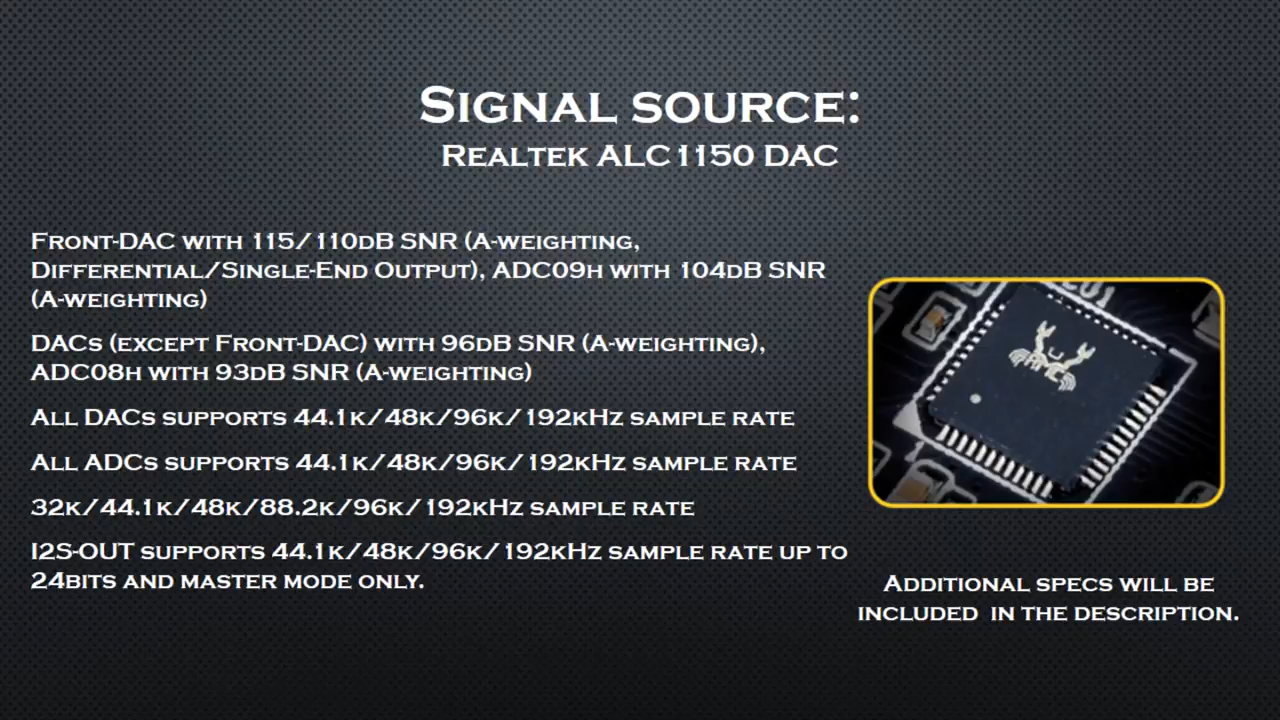 Signal source:
Realtek ALC1150 DAC
Front-DAC with 115/110dB SNR (A-weighting,
Differential/Single-End Output), ADC09h with 104dB SNR
(A-weighting)
DACs (except Front-DAC) with 96dB SNR (A-weighting),
ADC08h with 93dB SNR (A-weighting)
All DACs supports 44.1k/48k/96k/192kHz sample rate
All ADCs supports 44.1k/48k/96k/192kHz sample rate
32k/44.1k/48k/88.2k/96k/192kHz sample rate
I2S-OUT supports 44.1k/48k/96k/192kHz sample rate up to
24bits and master mode only.
Additional specs will be
included  in the description.